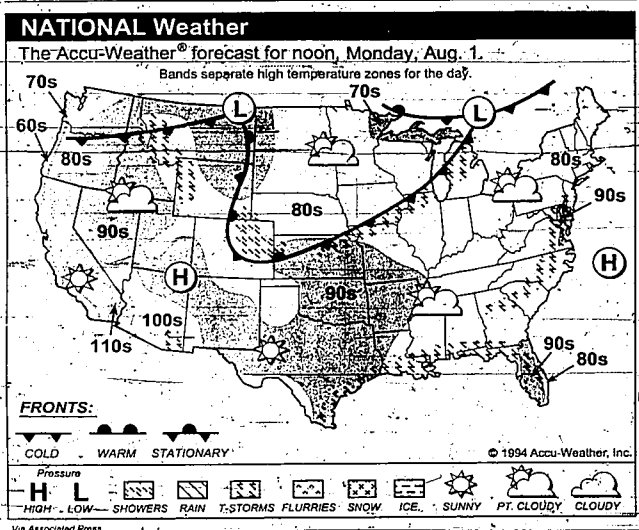 NATIONAL Weather
The Accu-Weather® forecast for noon, Monday, Aug. 1.
Bands separate high temperature zones for the day.
70s
70s
L
L
60s
80s
80s
90s
80s
90s
H
H
90s
100s
110s
90s
80s
FRONTS:
COLD WARM STATIONARY
© 1994 Accu-Weather, Inc.
Pressure
H L
HIGH LOW SHOWERS RAIN T-STORMS FLURRIES SNOW ICE SUNNY PT. CLOUDY CLOUDY
Via Associated Press